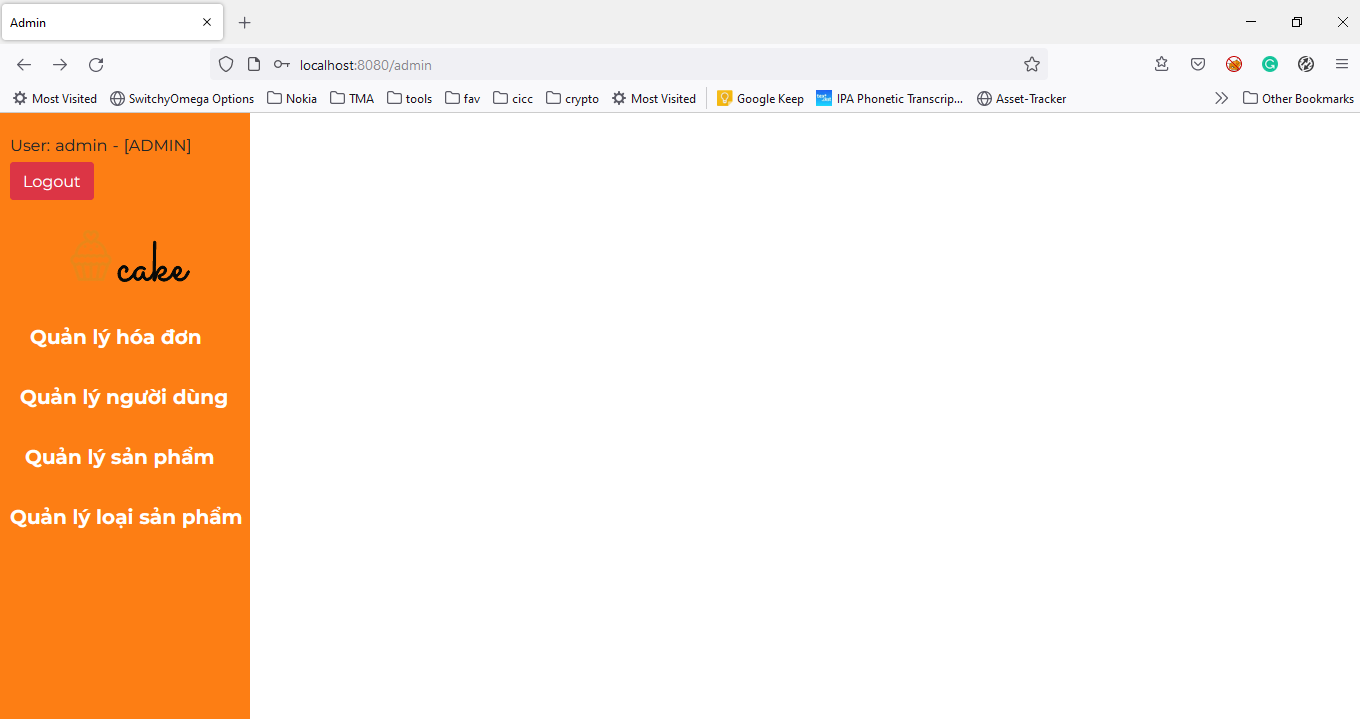 Admin
localhost:8080/admin
Most Visited
SwitchyOmega Options
Nokia
TMA
tools
fav
cicc
crypto
Most Visited
Google Keep
IPA Phonetic Transcrip...
Asset-Tracker
Other Bookmarks
User: admin - [ADMIN]
Logout
cake
Quản lý hóa đơn
Quản lý người dùng
Quản lý sản phẩm
Quản lý loại sản phẩm